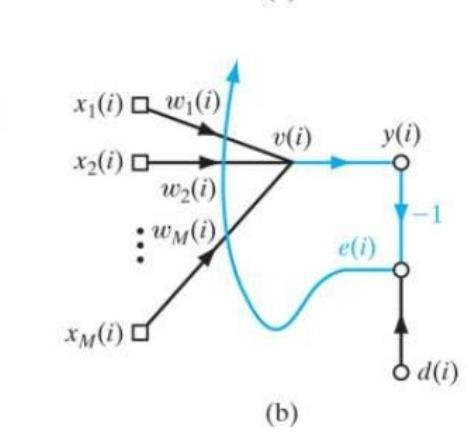 x₁(i) w₁(i)
v(i) y(i)
x₂(i)
w₂(i)
−1
w_M(i)
e(i)
x_M(i)
d(i)
(b)